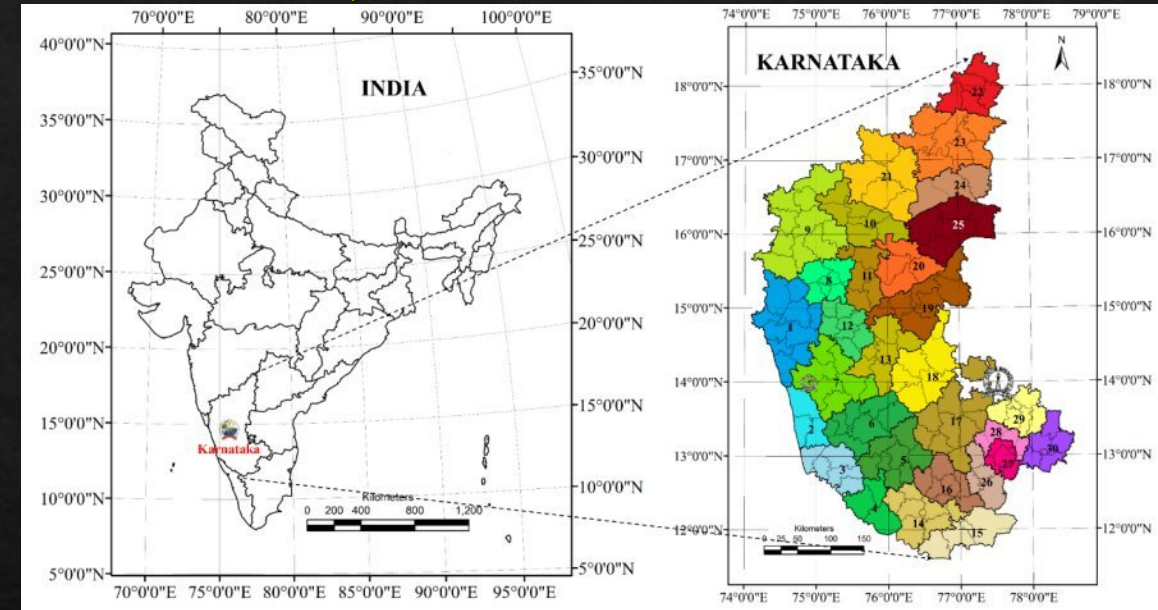 70°0'0"E 80°0'0"E 90°0'0"E 100°0'0"E
40°0'0"N
35°0'0"N
30°0'0"N
25°0'0"N
20°0'0"N
15°0'0"N
10°0'0"N
5°0'0"N
INDIA
35°0'0"N
30°0'0"N
25°0'0"N
20°0'0"N
15°0'0"N
10°0'0"N
5°0'0"N
Karnataka
Kilometers
0 200 400 800 1,200
70°0'0"E 75°0'0"E 80°0'0"E 85°0'0"E 90°0'0"E 95°0'0"E
74°0'0"E 75°0'0"E 76°0'0"E 77°0'0"E 78°0'0"E 79°0'0"E
KARNATAKA
N
18°0'0"N
17°0'0"N
16°0'0"N
15°0'0"N
14°0'0"N
13°0'0"N
12°0'0"N
22
23
21
24
25
9
10
20
8
11
19
1
12
13
18
7
2
6
17
29
28
30
3
5
27
16
26
4
14
15
18°0'0"N
17°0'0"N
16°0'0"N
15°0'0"N
14°0'0"N
13°0'0"N
12°0'0"N
Kilometers
0 25 50 100 150
74°0'0"E 75°0'0"E 76°0'0"E 77°0'0"E 78°0'0"E